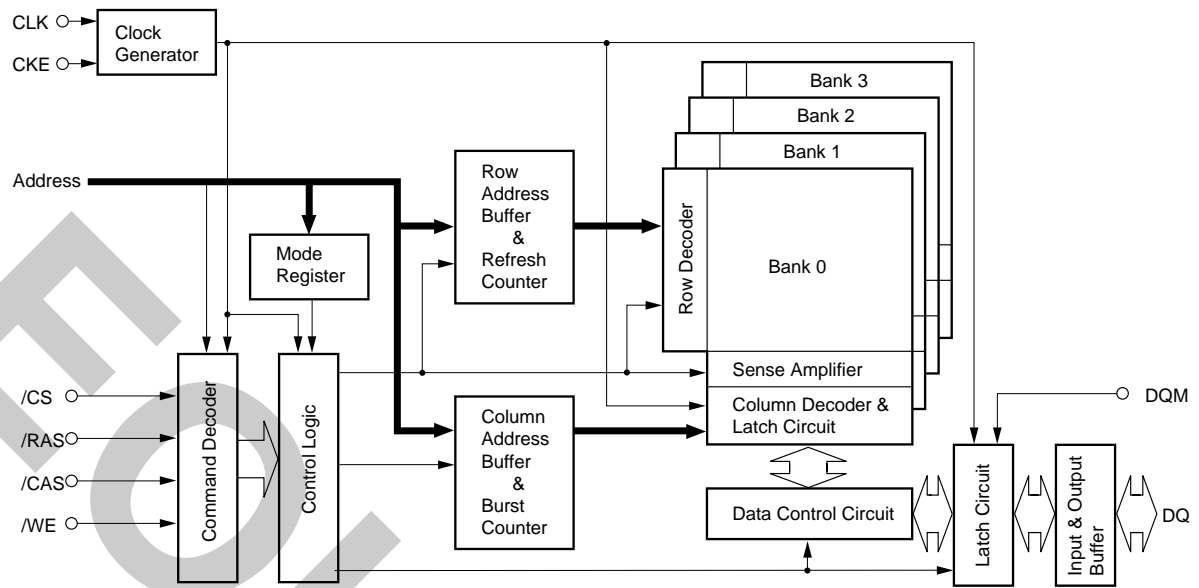 CLK
CKE
Clock
Generator
Bank 3
Bank 2
Bank 1
Address
Row
Address
Buffer
&
Refresh
Counter
Row Decoder
Bank 0
Mode
Register
Sense Amplifier
Column Decoder &
Latch Circuit
/CS
/RAS
/CAS
/WE
Command Decoder
Control Logic
Column
Address
Buffer
&
Burst
Counter
Data Control Circuit
DQM
Latch Circuit
Input & Output
Buffer
DQ